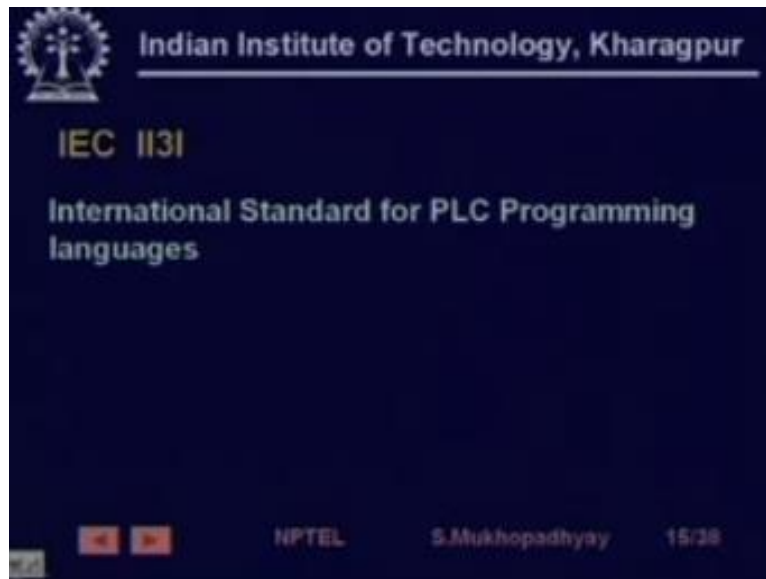 Indian Institute of Technology, Kharagpur
IEC II3I
International Standard for PLC Programming
languages
NPTEL S.Mukhopadhyay 15/38